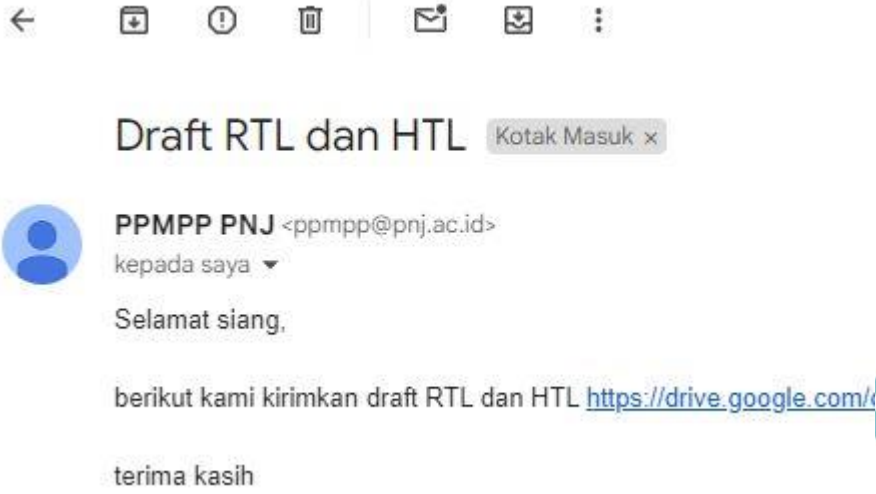 Draft RTL dan HTL Kotak Masuk ×
PPMPP PNJ <ppmpp@pnj.ac.id>
kepada saya
Selamat siang,
berikut kami kirimkan draft RTL dan HTL https://drive.google.com/
terima kasih